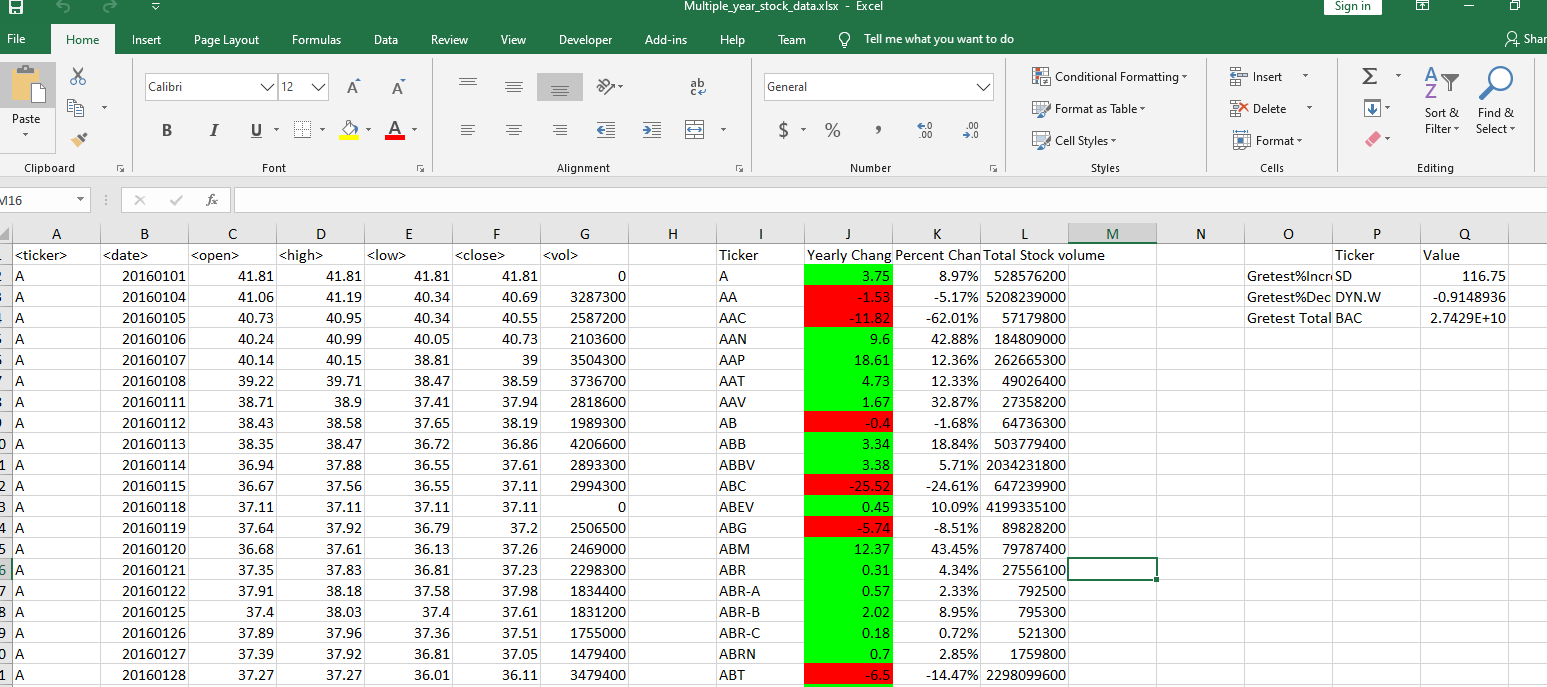 Multiple_year_stock_data.xlsx - Excel Sign in
File Home Insert Page Layout Formulas Data Review View Developer Add-ins Help Team Tell me what you want to do Shar
Calibri 12 General Conditional Formatting Insert
Paste Format as Table Delete Sort & Filter Find & Select
B I U A $ % , Cell Styles Format
Clipboard Font Alignment Number Styles Cells Editing
M16 fx
A B C D E F G H I J K L M N O P Q
<ticker> <date> <open> <high> <low> <close> <vol> Ticker Yearly Chang Percent Chan Total Stock volume Ticker Value
A 20160101 41.81 41.81 41.81 41.81 0 A 3.75 8.97% 528576200 Gretest%Incr SD 116.75
A 20160104 41.06 41.19 40.34 40.69 3287300 AA -1.53 -5.17% 5208239000 Gretest%Dec DYN.W -0.9148936
A 20160105 40.73 40.95 40.34 40.55 2587200 AAC -11.82 -62.01% 57179800 Gretest Total BAC 2.7429E+10
A 20160106 40.24 40.99 40.05 40.73 2103600 AAN 9.6 42.88% 184809000
A 20160107 40.14 40.15 38.81 39 3504300 AAP 18.61 12.36% 262665300
A 20160108 39.22 39.71 38.47 38.59 3736700 AAT 4.73 12.33% 49026400
A 20160111 38.71 38.9 37.41 37.94 2818600 AAV 1.67 32.87% 27358200
A 20160112 38.43 38.58 37.65 38.19 1989300 AB -0.4 -1.68% 64736300
A 20160113 38.35 38.47 36.72 36.86 4206600 ABB 3.34 18.84% 503779400
A 20160114 36.94 37.88 36.55 37.61 2893300 ABBV 3.38 5.71% 2034231800
A 20160115 36.67 37.56 36.55 37.11 2994300 ABC -25.52 -24.61% 647239900
A 20160118 37.11 37.11 37.11 37.11 0 ABEV 0.45 10.09% 4199335100
A 20160119 37.64 37.92 36.79 37.2 2506500 ABG -5.74 -8.51% 89828200
A 20160120 36.68 37.61 36.13 37.26 2469000 ABM 12.37 43.45% 79787400
A 20160121 37.35 37.83 36.81 37.23 2298300 ABR 0.31 4.34% 27556100
A 20160122 37.91 38.18 37.58 37.98 1834400 ABR-A 0.57 2.33% 792500
A 20160125 37.4 38.03 37.4 37.61 1831200 ABR-B 2.02 8.95% 795300
A 20160126 37.89 37.96 37.36 37.51 1755000 ABR-C 0.18 0.72% 521300
A 20160127 37.39 37.92 36.81 37.05 1479400 ABRN 0.7 2.85% 1759800
A 20160128 37.27 37.27 36.01 36.11 3479400 ABT -6.5 -14.47% 2298099600